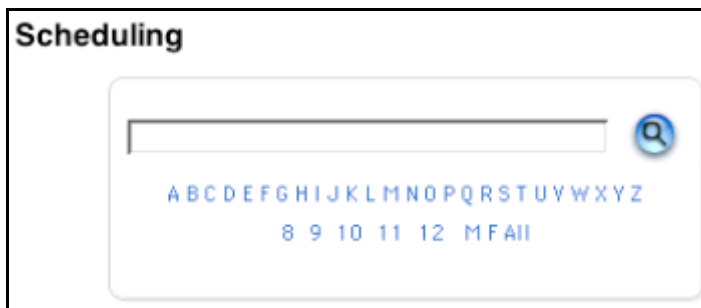 Scheduling
A B C D E F G H I J K L M N O P Q R S T U V W X Y Z
8 9 10 11 12 M F All